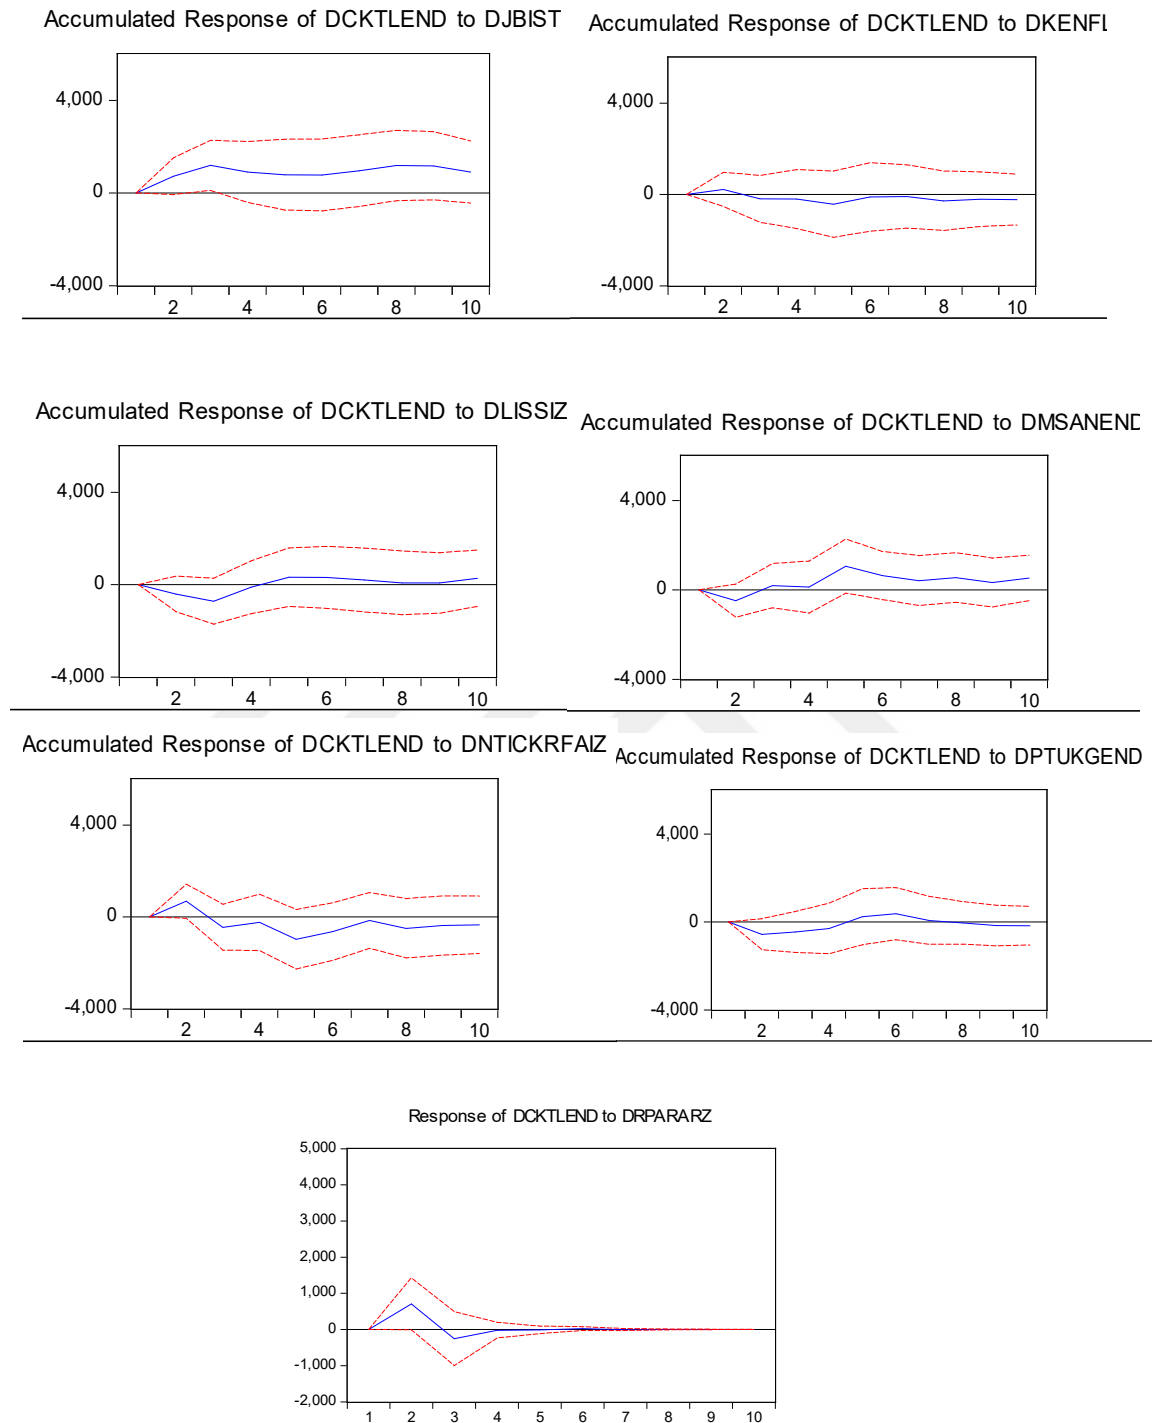 Accumulated Response of DCKTLEND to DJBIST
4,000
0
-4,000
2 4 6 8 10
Accumulated Response of DCKTLEND to DKENFL
4,000
0
-4,000
2 4 6 8 10
Accumulated Response of DCKTLEND to DLISSIZ
4,000
0
-4,000
2 4 6 8 10
Accumulated Response of DCKTLEND to DMSANEND
4,000
0
-4,000
2 4 6 8 10
Accumulated Response of DCKTLEND to DNTICKRFAIZ
4,000
0
-4,000
2 4 6 8 10
Accumulated Response of DCKTLEND to DPTUKGEND
4,000
0
-4,000
2 4 6 8 10
Response of DCKTLEND to DRPARARZ
5,000
4,000
3,000
2,000
1,000
0
-1,000
-2,000
1 2 3 4 5 6 7 8 9 10